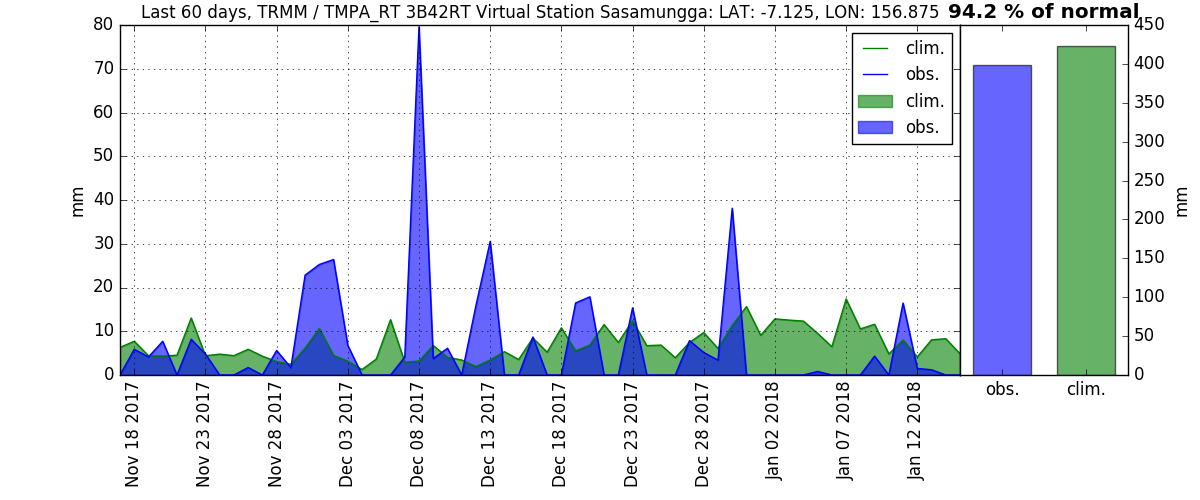 Last 60 days, TRMM / TMPA_RT 3B42RT Virtual Station Sasamungga: LAT: -7.125, LON: 156.875 94.2 % of normal
80
70
60
50
40
30
20
10
0
mm
clim.
obs.
clim.
obs.
450
400
350
300
250
200
150
100
50
0
mm
Nov 18 2017
Nov 23 2017
Nov 28 2017
Dec 03 2017
Dec 08 2017
Dec 13 2017
Dec 18 2017
Dec 23 2017
Dec 28 2017
Jan 02 2018
Jan 07 2018
Jan 12 2018
obs.
clim.